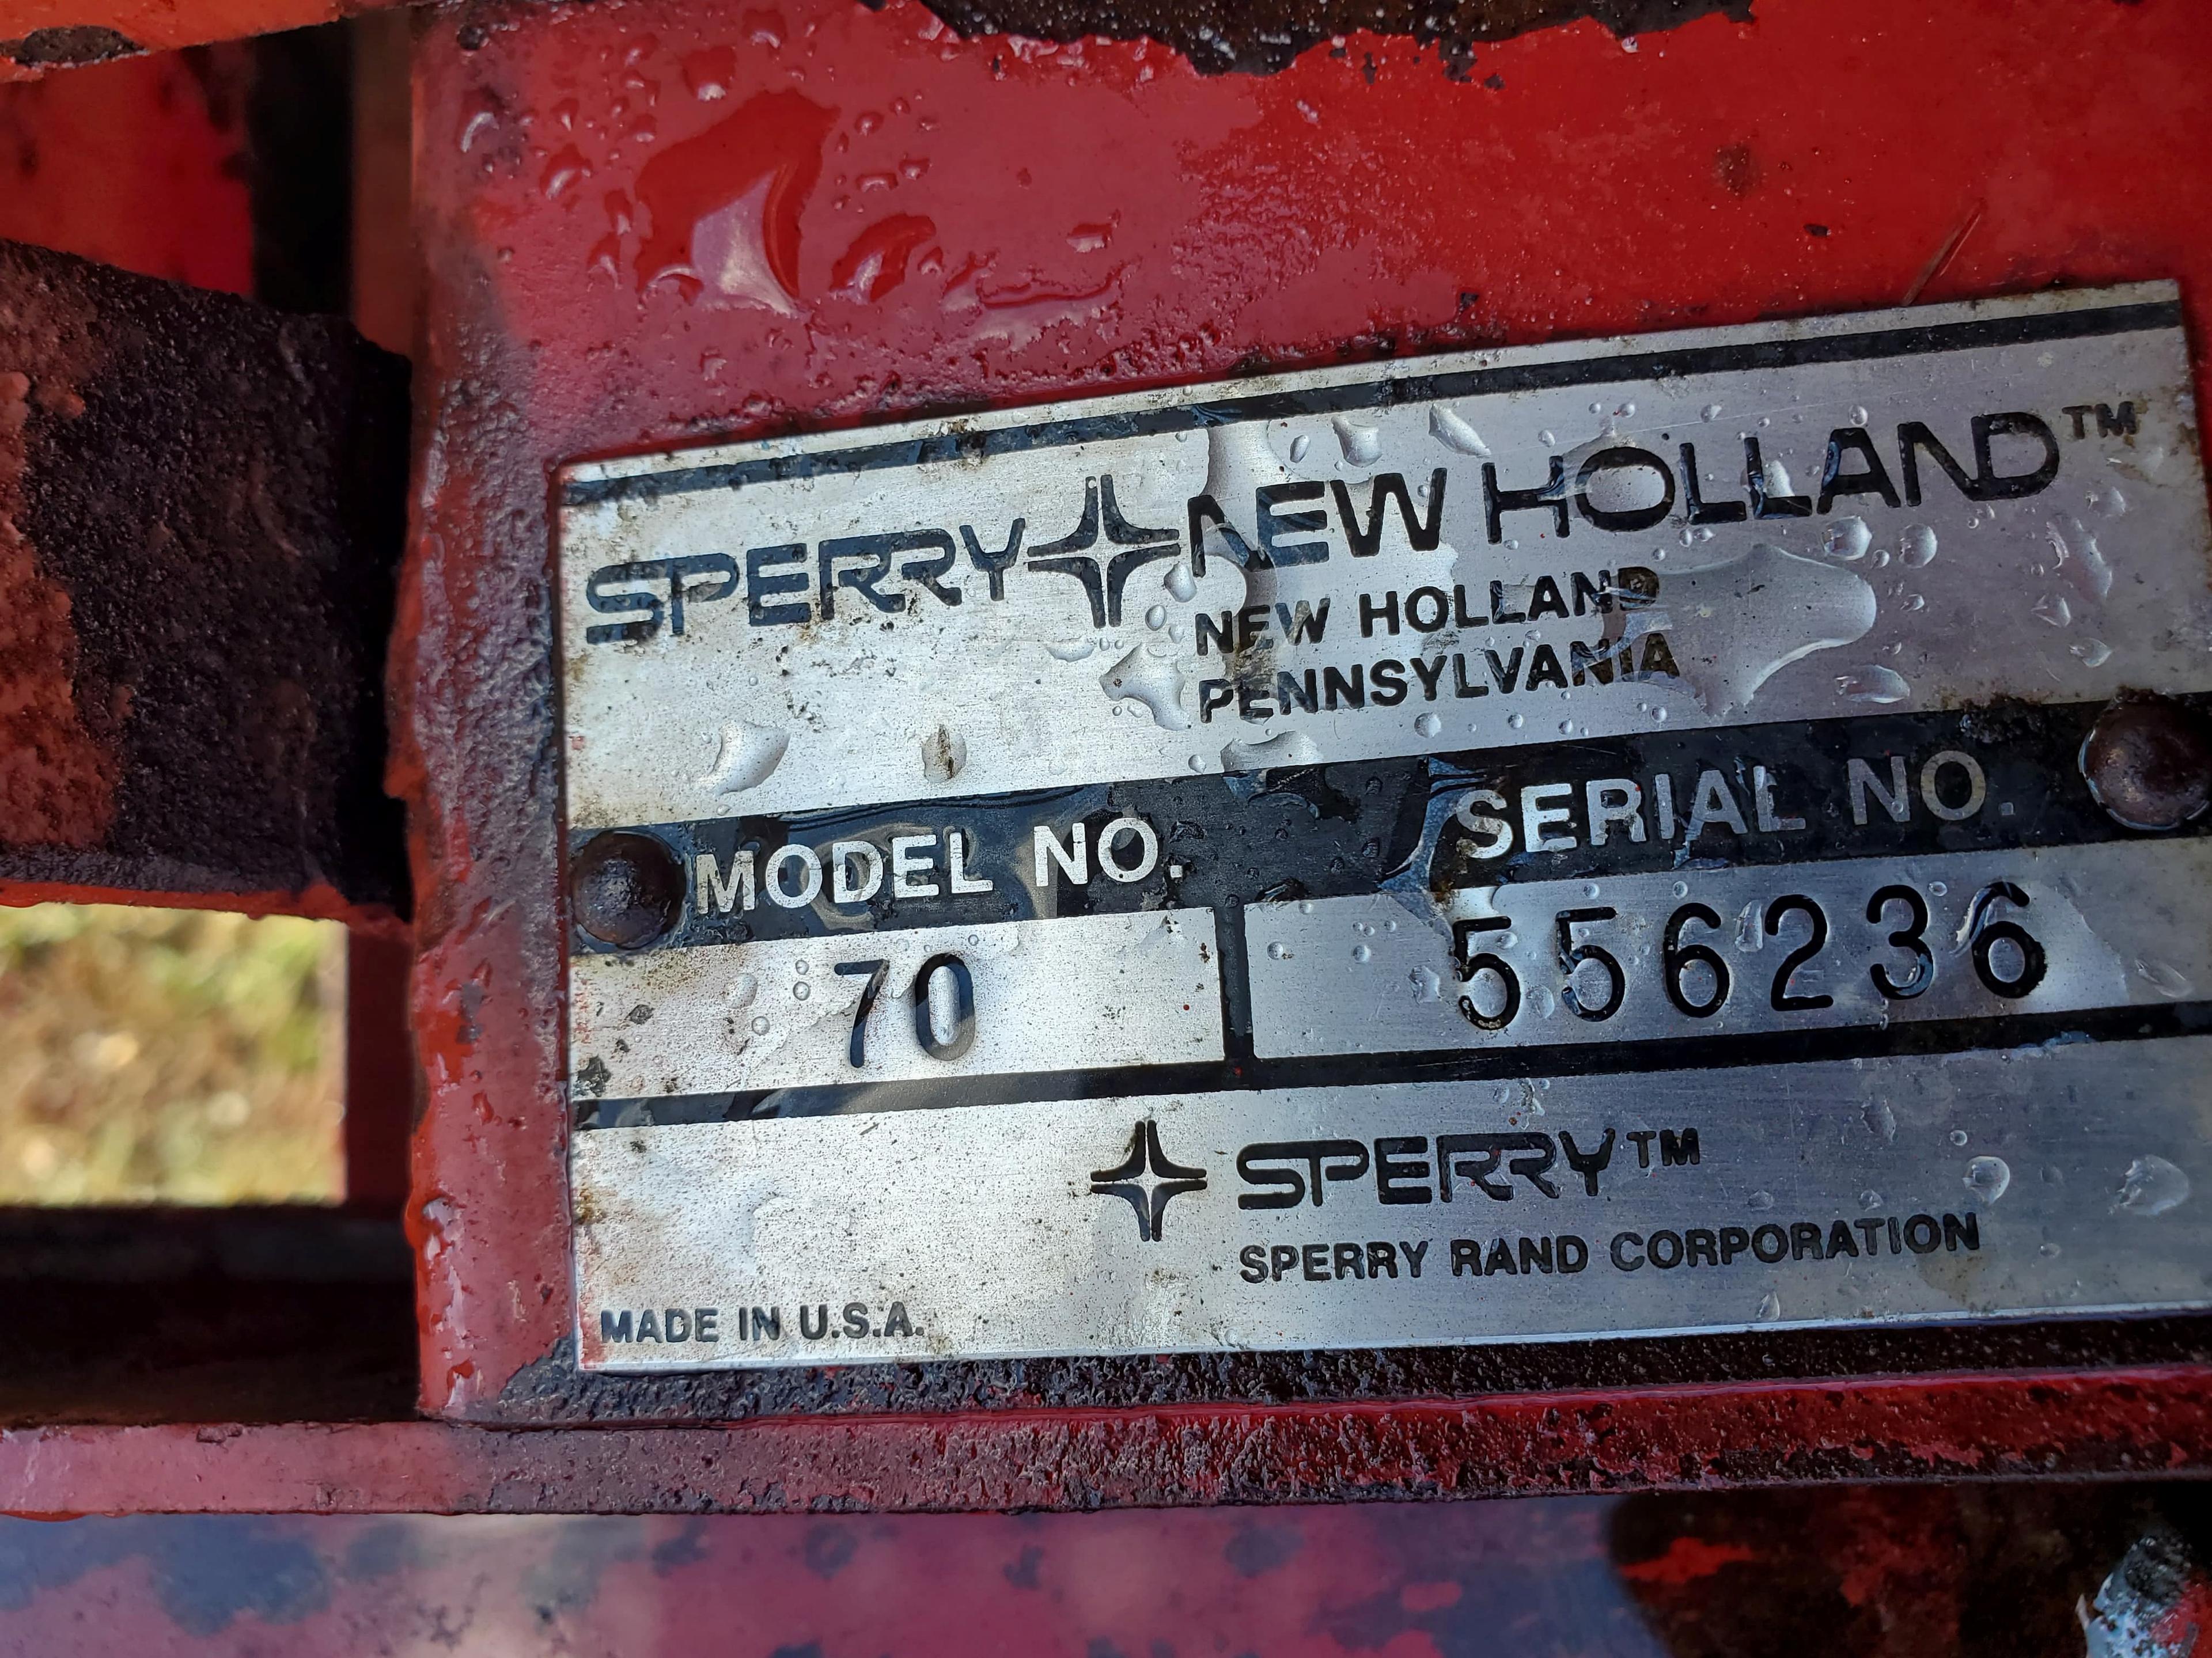 SPERRY NEW HOLLAND™
NEW HOLLAND
PENNSYLVANIA
MODEL NO. SERIAL NO.
70 556236
SPERRY™
SPERRY RAND CORPORATION
MADE IN U.S.A.